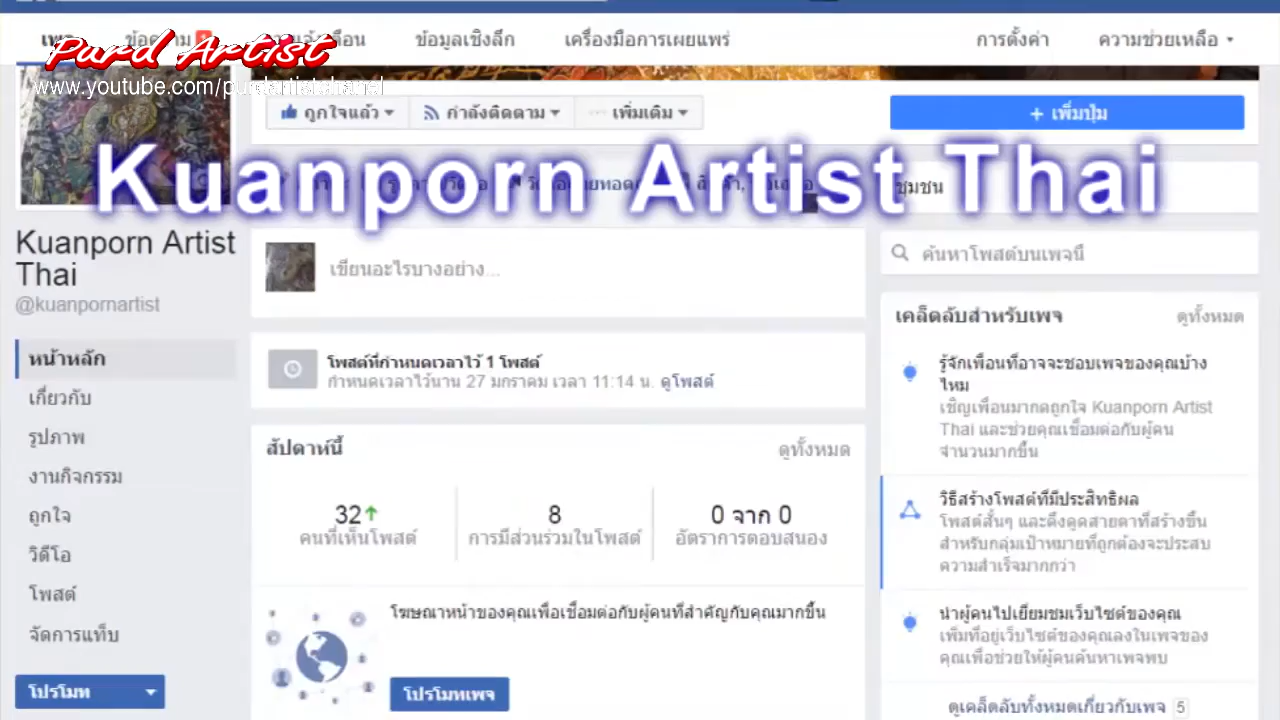 เพจ
ข้อความ
ข้อมูลเชิงลึก
เครื่องมือการเผยแพร่
การตั้งค่า
ความช่วยเหลือ
Purd Artist
www.youtube.com/purdartistchanal
ถูกใจแล้ว
กำลังติดตาม
เพิ่มเติม
+ เพิ่มปุ่ม
Kuanporn Artist Thai
ชุมชน
Kuanporn Artist
Thai
@kuanpornartist
เขียนอะไรบางอย่าง...
ค้นหาโพสต์บนเพจนี้
หน้าหลัก
เกี่ยวกับ
รูปภาพ
งานกิจกรรม
ถูกใจ
วิดีโอ
โพสต์
จัดการแท็บ
โปรโมท
โพสต์ที่กำหนดเวลาไว้ 1 โพสต์
กำหนดเวลาไว้นาน 27 มกราคม เวลา 11:14 น. ดูโพสต์
สัปดาห์นี้
ดูทั้งหมด
32
คนที่เห็นโพสต์
8
การมีส่วนร่วมในโพสต์
0 จาก 0
อัตราการตอบสนอง
โฆษณาหน้าของคุณเพื่อเชื่อมต่อกับผู้คนที่สำคัญกับคุณมากขึ้น
โปรโมทเพจ
เคล็ดลับสำหรับเพจ
ดูทั้งหมด
รู้จักเพื่อนที่อาจจะชอบเพจของคุณบ้าง
ไหม
เชิญเพื่อนมากดถูกใจ Kuanporn Artist
Thai และช่วยคุณเชื่อมต่อกับผู้คน
จำนวนมากขึ้น
วิธีสร้างโพสต์ที่มีประสิทธิผล
โพสต์สั้นๆ และดึงดูดสายตาที่สร้างขึ้น
สำหรับกลุ่มเป้าหมายที่ถูกต้องจะประสบ
ความสำเร็จมากกว่า
นำผู้คนไปเยี่ยมชมเว็บไซต์ของคุณ
เพิ่มที่อยู่เว็บไซต์ของคุณลงในเพจของ
คุณเพื่อช่วยให้ผู้คนค้นหาเพจพบ
ดูเคล็ดลับทั้งหมดเกี่ยวกับเพจ 5